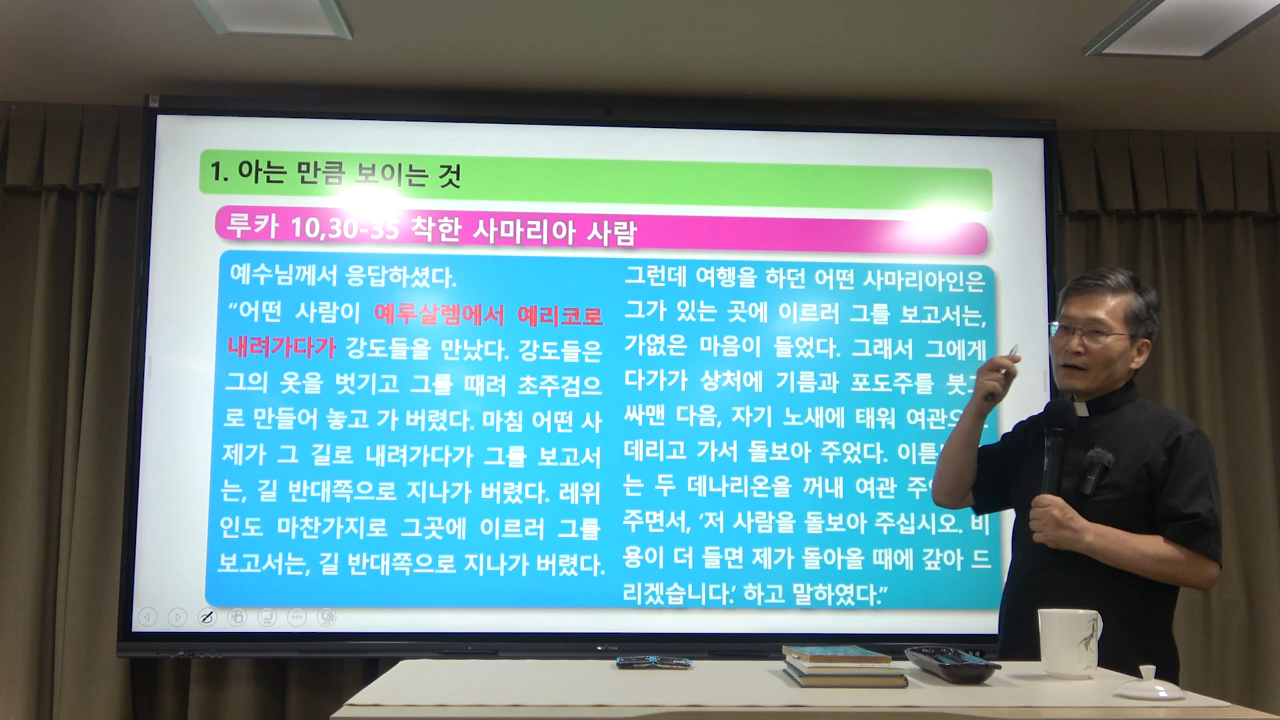 1. 아는 만큼 보이는 것
루카 10,30-35 착한 사마리아 사람
예수님께서 응답하셨다.
“어떤 사람이 예루살렘에서 예리코로
내려가다가 강도들을 만났다. 강도들은
그의 옷을 벗기고 그를 때려 초주검으
로 만들어 놓고 가 버렸다. 마침 어떤 사
제가 그 길로 내려가다가 그를 보고서
는, 길 반대쪽으로 지나가 버렸다. 레위
인도 마찬가지로 그곳에 이르러 그를
보고서는, 길 반대쪽으로 지나가 버렸다.
그런데 여행을 하던 어떤 사마리아인은
그가 있는 곳에 이르러 그를 보고서는,
가엾은 마음이 들었다. 그래서 그에게
다가가 상처에 기름과 포도주를 붓고
싸맨 다음, 자기 노새에 태워 여관으
데리고 가서 돌보아 주었다. 이튿
는 두 데나리온을 꺼내 여관 주
주면서, ‘저 사람을 돌보아 주십시오. 비
용이 더 들면 제가 돌아올 때에 갚아 드
리겠습니다.’ 하고 말하였다.”